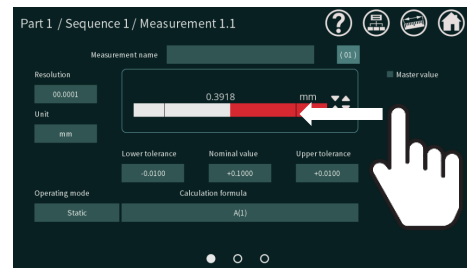 Part 1 / Sequence 1 / Measurement 1.1
?
Measurement name
( 01 )
Resolution
Master value
00.0001
0.3918 mm
Unit
mm
Lower tolerance Nominal value Upper tolerance
-0.0100 +0.1000 +0.0100
Operating mode Calculation formula
Static A(1)